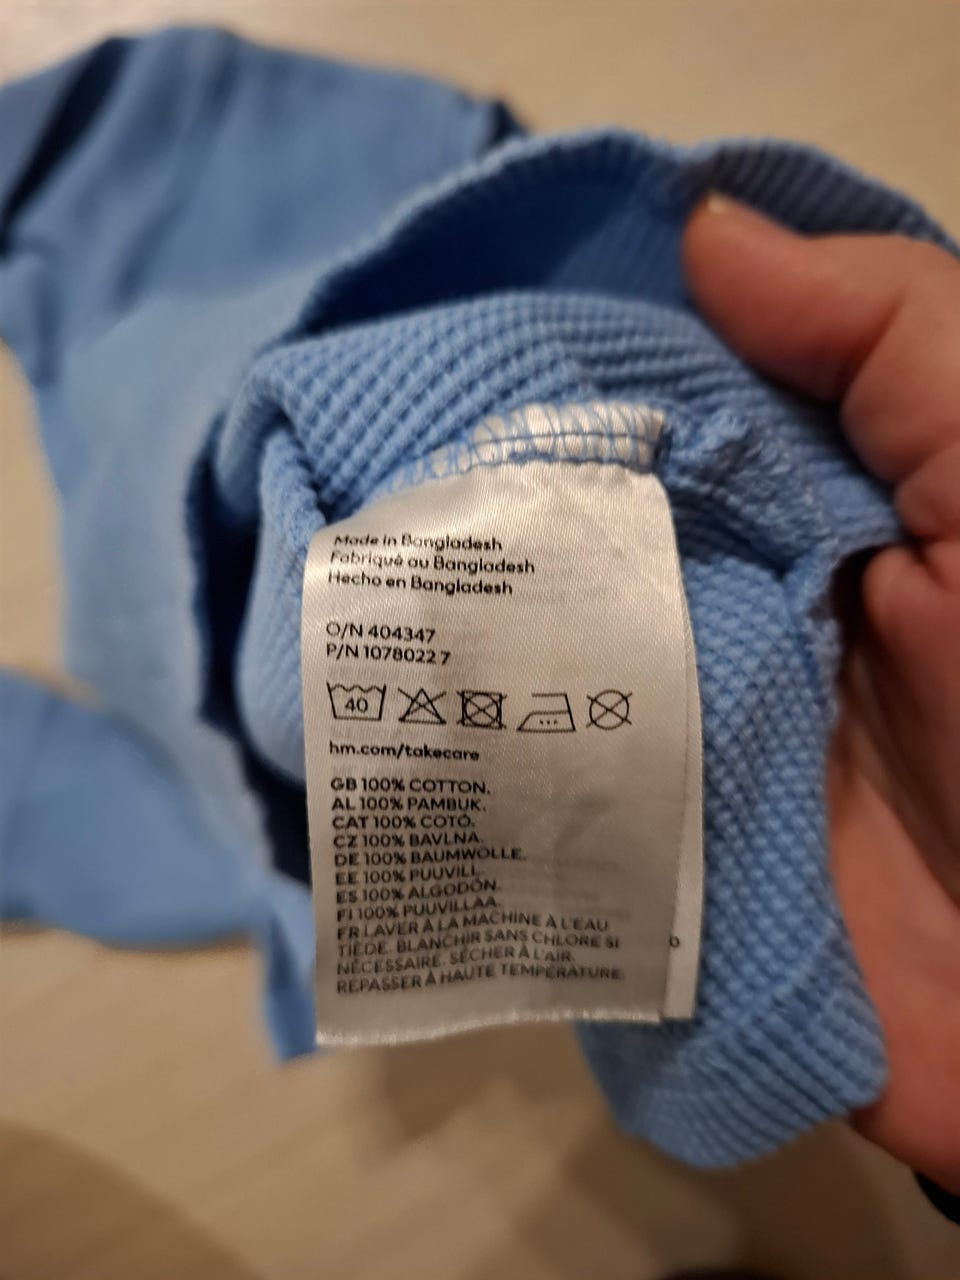 Made in Bangladesh
Fabriqué au Bangladesh
Hecho en Bangladesh
O/N 404347
P/N 1078022 7
40
hm.com/takecare
GB 100% COTTON.
AL 100% PAMBUK.
CAT 100% COTÓ.
CZ 100% BAVLNA.
DE 100% BAUMWOLLE.
EE 100% PUUVILL.
ES 100% ALGODÓN.
FI 100% PUUVILLAA.
FR LAVER À LA MACHINE À L'EAU
TIÈDE. BLANCHIR SANS CHLORE SI
NÉCESSAIRE. SÉCHER À L'AIR.
REPASSER À HAUTE TEMPÉRATURE.